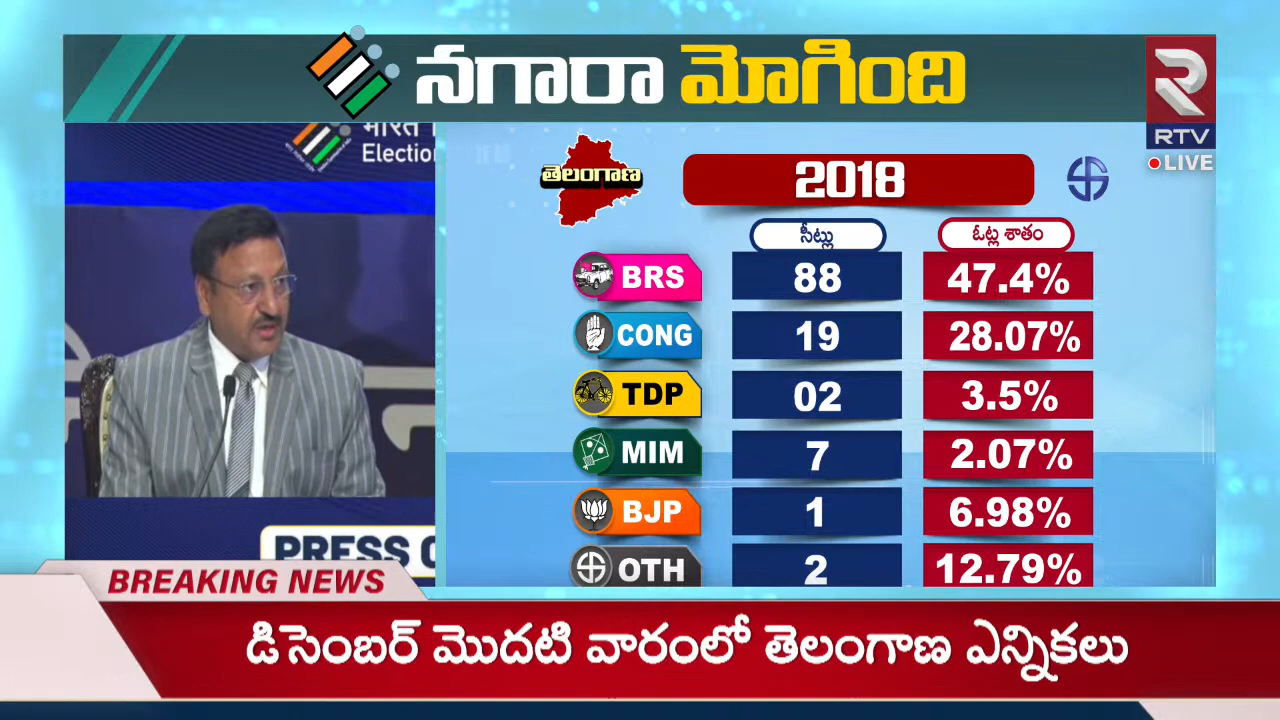 నగారా మోగింది
RTV
LIVE
भारत
Election
తెలంగాణ
2018
సీట్లు
ఓట్ల శాతం
BRS 88 47.4%
CONG 19 28.07%
TDP 02 3.5%
MIM 7 2.07%
BJP 1 6.98%
OTH 2 12.79%
PRESS C
BREAKING NEWS
డిసెంబర్ మొదటి వారంలో తెలంగాణ ఎన్నికలు